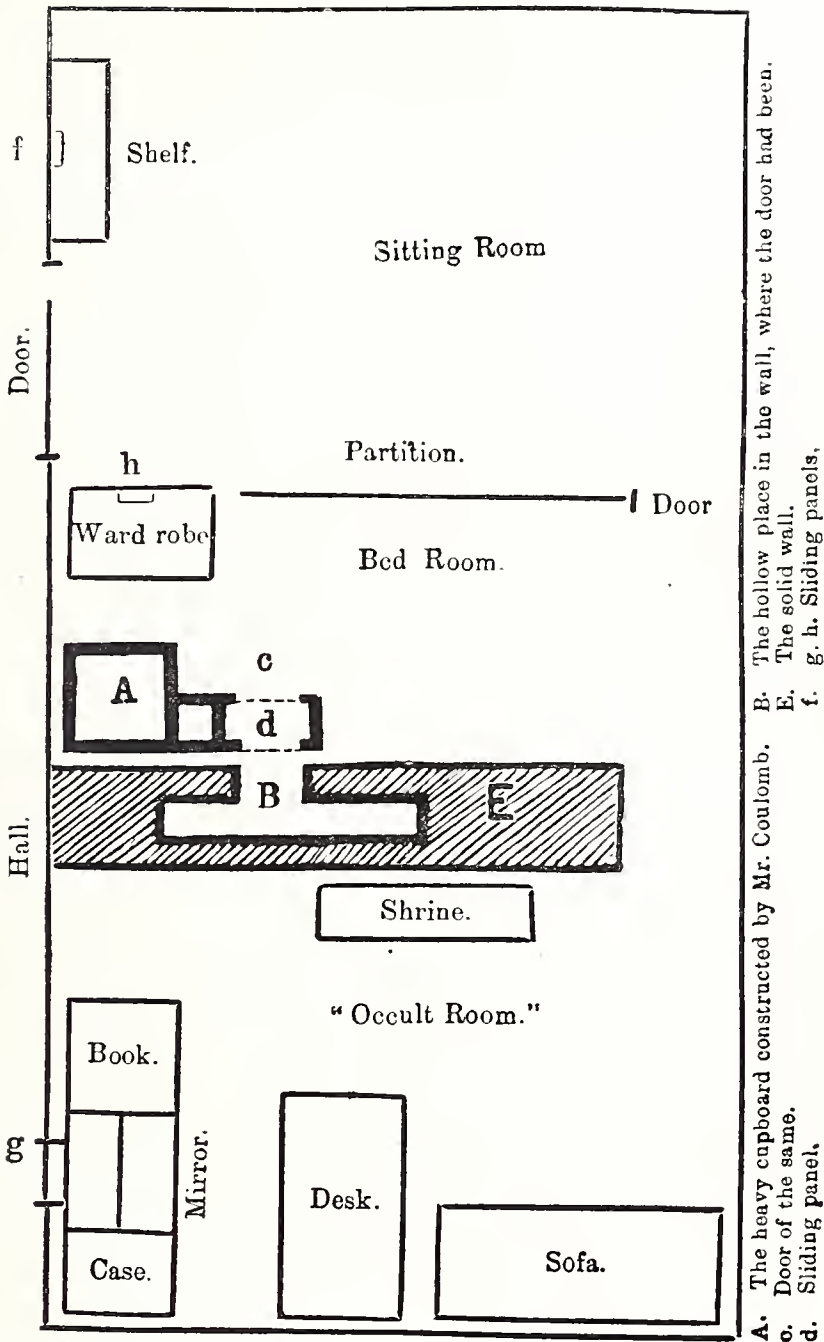 f
Shelf.
Sitting Room
Door.
Partition.
h
Ward robe
Door
Bed Room.
c
A
d
B
E
Hall.
Shrine.
"Occult Room."
Book.
g
Mirror.
Desk.
Case.
Sofa.
A. The heavy cupboard constructed by Mr. Coulomb.
c. Door of the same.
d. Sliding panel.
B. The hollow place in the wall, where the door had been.
E. The solid wall.
f. g. h. Sliding panels.